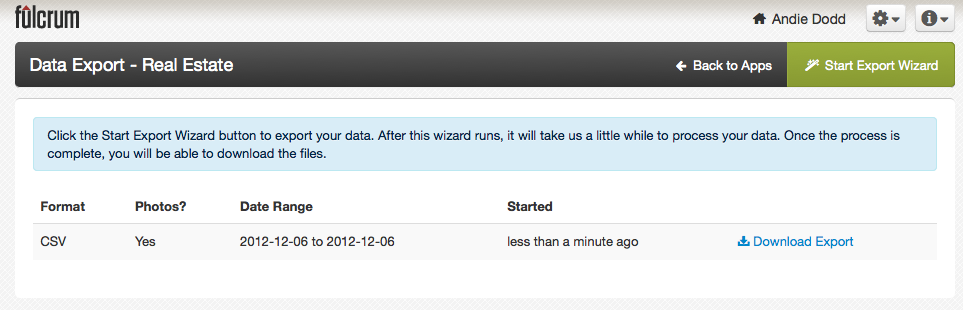 fulcrum
Andie Dodd
Data Export - Real Estate
Back to Apps
Start Export Wizard
Click the Start Export Wizard button to export your data. After this wizard runs, it will take us a little while to process your data. Once the process is
complete, you will be able to download the files.
Format Photos? Date Range Started
CSV Yes 2012-12-06 to 2012-12-06 less than a minute ago Download Export